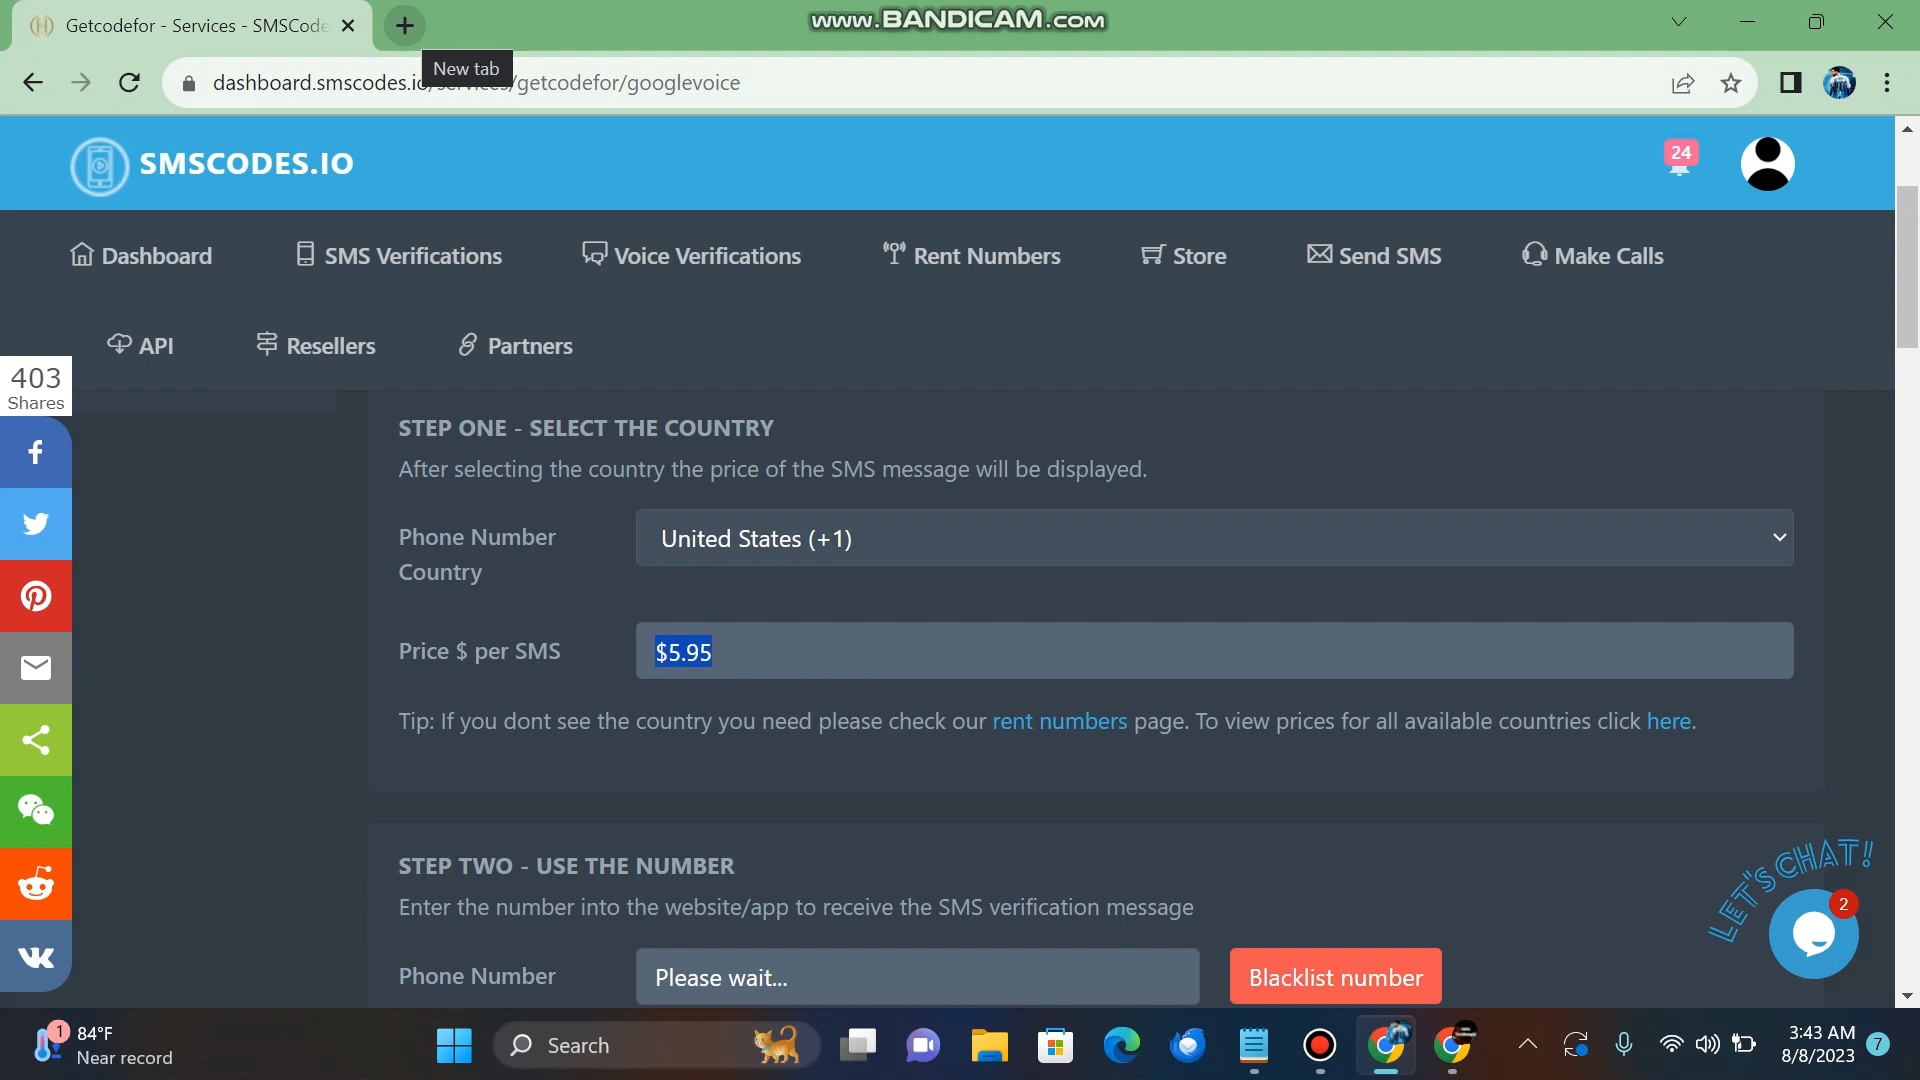 Getcodefor - Services - SMSCode
www.BANDICAM.com
New tab
dashboard.smscodes.io/services/getcodefor/googlevoice
SMSCODES.IO
24
Dashboard
SMS Verifications
Voice Verifications
Rent Numbers
Store
Send SMS
Make Calls
API
Resellers
Partners
403
Shares
STEP ONE - SELECT THE COUNTRY
After selecting the country the price of the SMS message will be displayed.
Phone Number
Country
United States (+1)
Price $ per SMS
$5.95
Tip: If you dont see the country you need please check our rent numbers page. To view prices for all available countries click here.
STEP TWO - USE THE NUMBER
Enter the number into the website/app to receive the SMS verification message
Phone Number
Please wait...
Blacklist number
LET'S CHAT!
2
1
84°F
Near record
Search
3:43 AM
8/8/2023
7